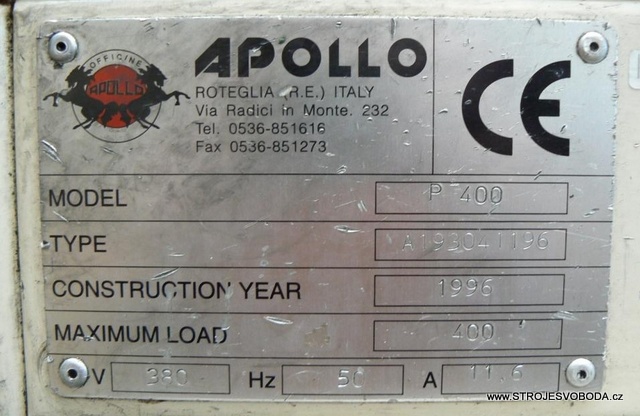 OFFICINE
APOLLO
APOLLO
ROTEGLIA (R.E.) ITALY
Via Radici in Monte. 232
Tel. 0536-851616
Fax 0536-851273
CE
MODEL P 400
TYPE A193041196
CONSTRUCTION YEAR 1996
MAXIMUM LOAD 400
V 380 Hz 50 A 11.6
www.STROJESVOBODA.cz